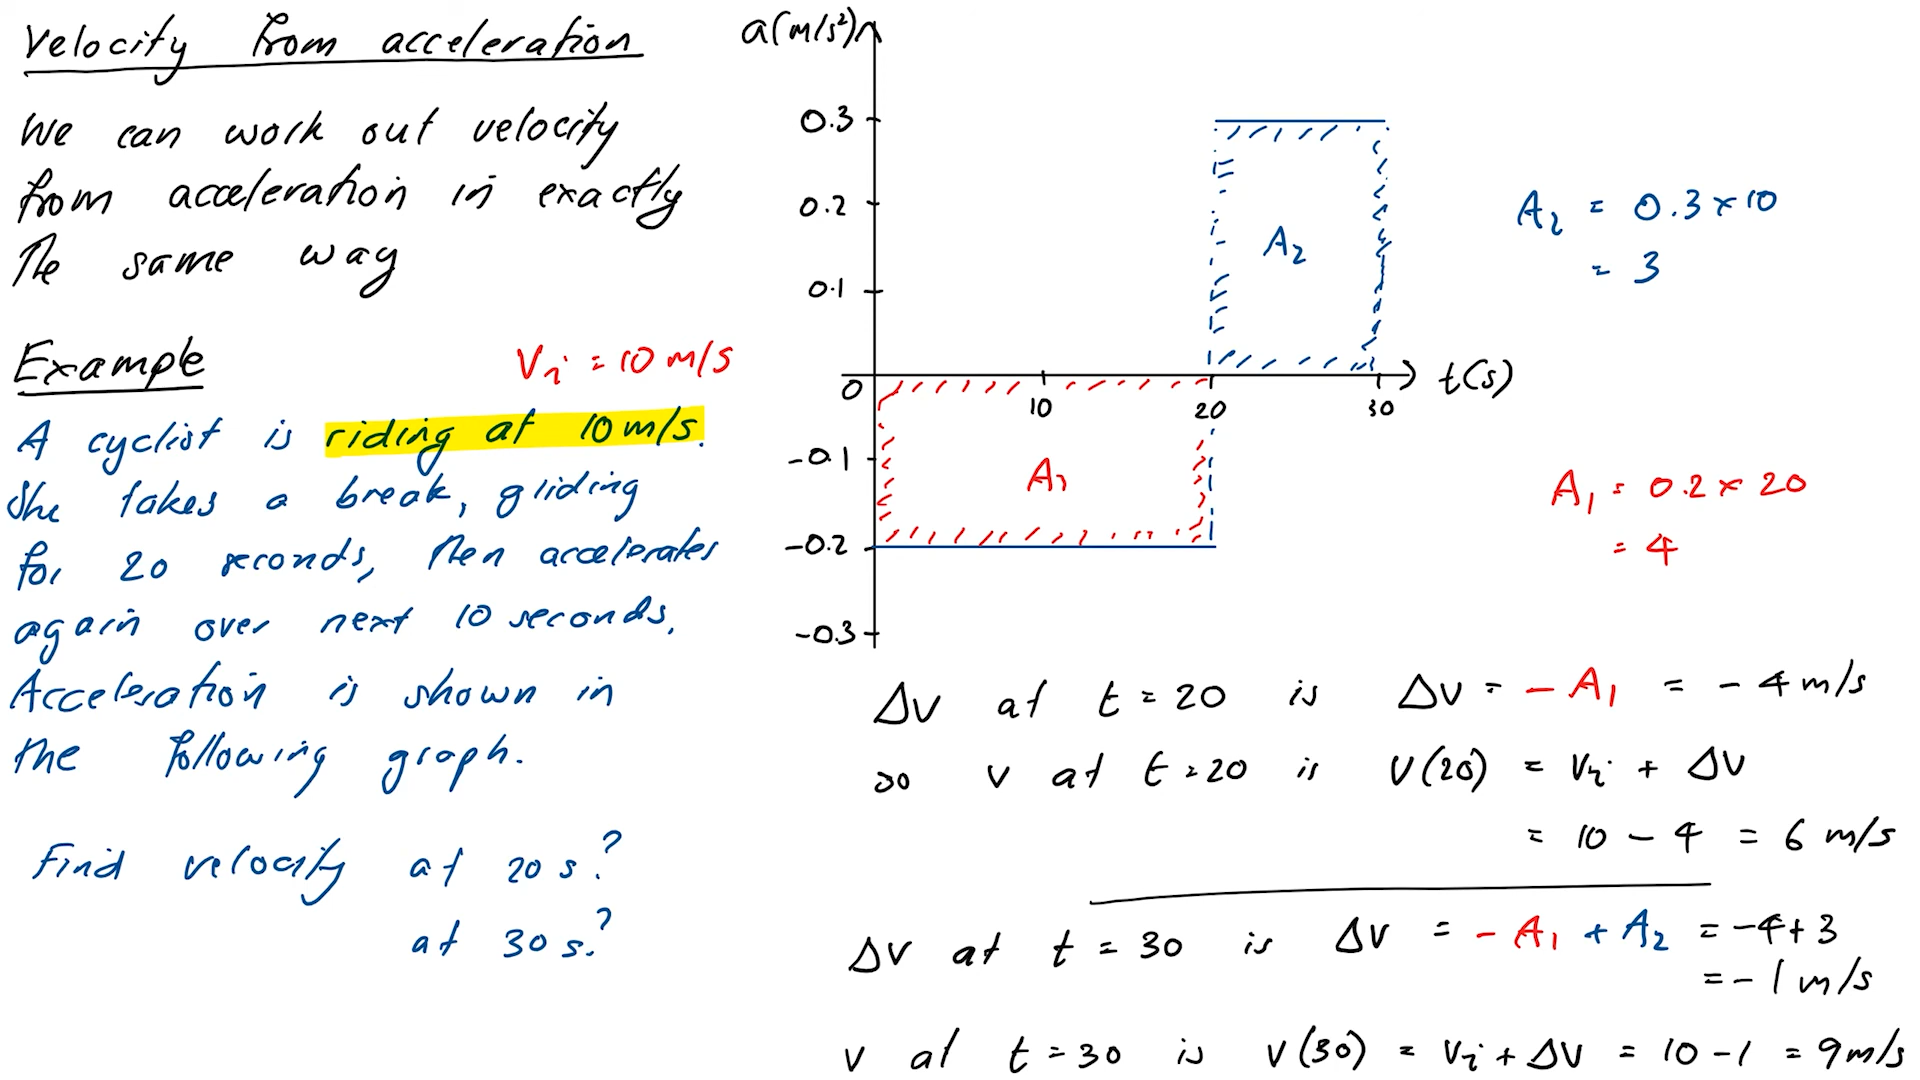 Velocity from acceleration
We can work out velocity
from acceleration in exactly
the same way
Example
Vi = 10 m/s
A cyclist is riding at 10 m/s.
She takes a break, gliding
for 20 seconds, then accelerates
again over next 10 seconds.
Acceleration is shown in
the following graph.
Find velocity at 20 s?
at 30 s?
a(m/s²)
0.3
0.2
0.1
0
-0.1
-0.2
-0.3
10 20 30
t(s)
A2
A1
A2 = 0.3 × 10
= 3
A1 = 0.2 × 20
= 4
ΔV at t = 20 is ΔV = - A1 = - 4 m/s
so v at t = 20 is V(20) = Vi + ΔV
= 10 - 4 = 6 m/s
ΔV at t = 30 is ΔV = - A1 + A2 = -4+3
= -1 m/s
v at t = 30 is V(30) = Vi + ΔV = 10 - 1 = 9 m/s